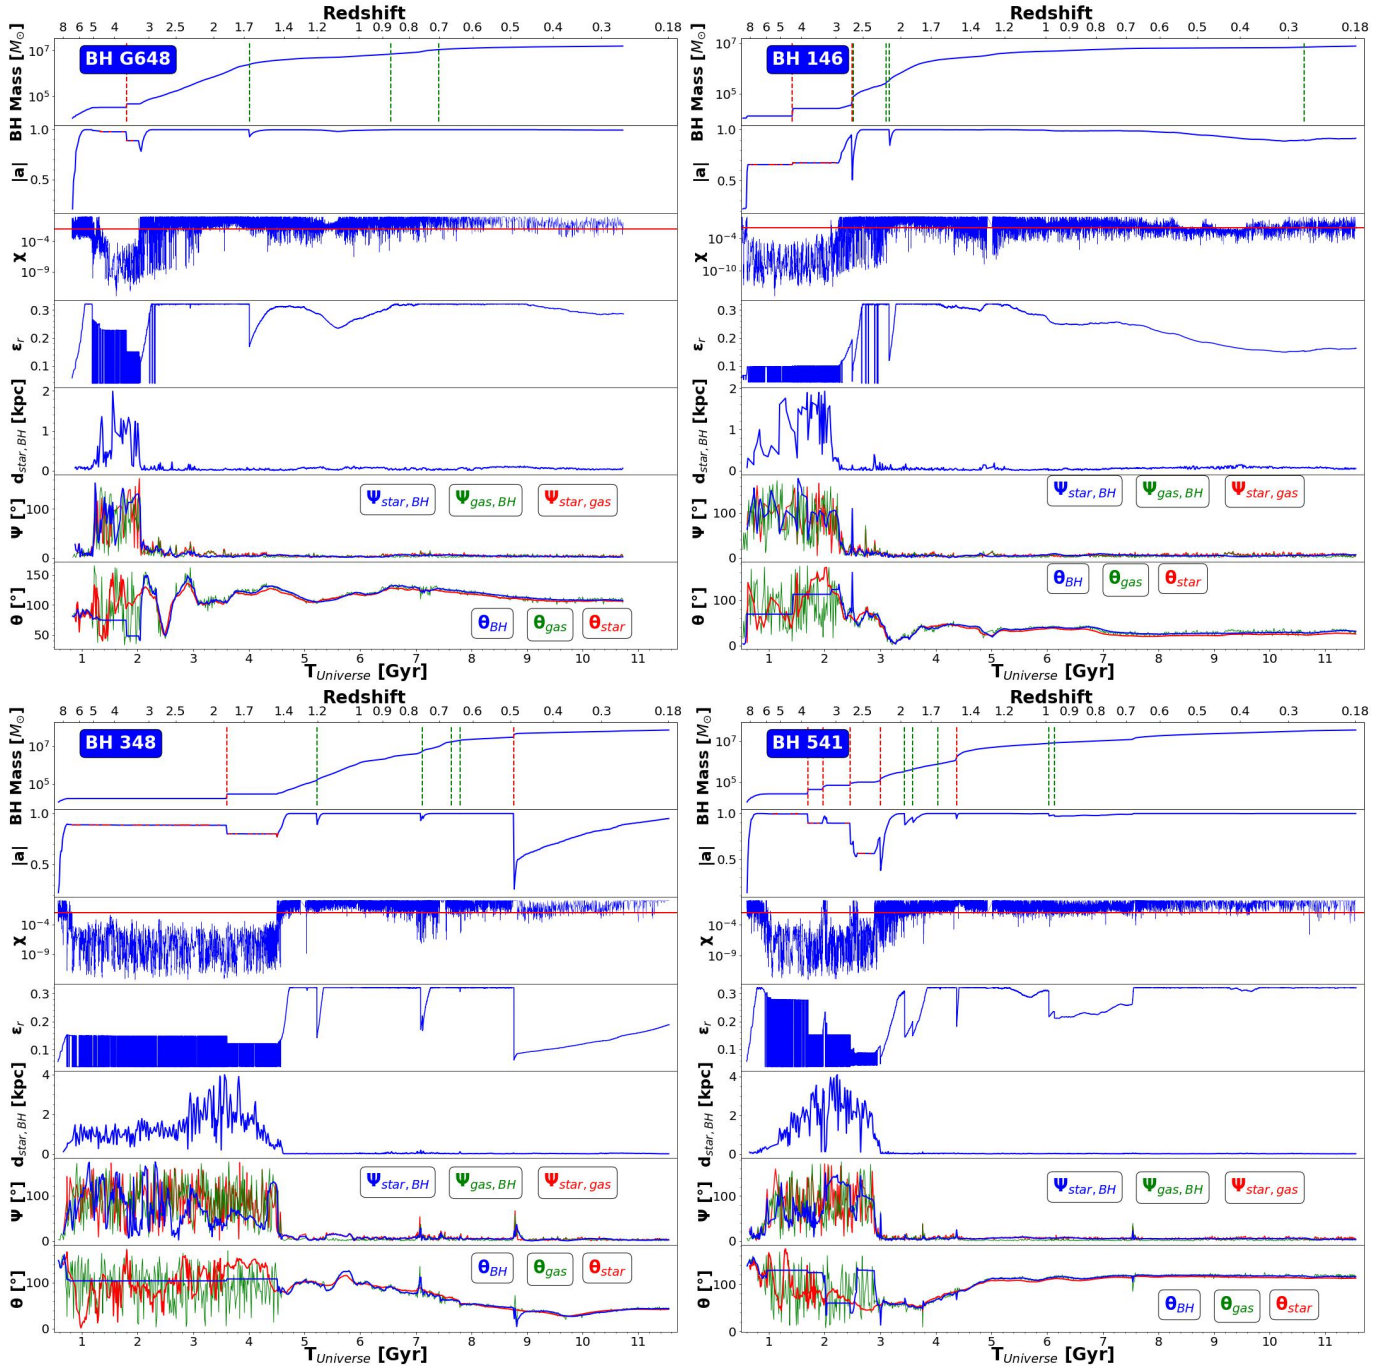 Redshift
8 6 5 4 3 2.5 2 1.7 1.4 1.2 1 0.9 0.8 0.7 0.6 0.5 0.4 0.3 0.2
BH Mass [M⊙]
10⁷
10⁵
BH G648
|a|
1.0
0.5
χ
10⁻⁴
10⁻⁹
εr
0.3
0.2
0.1
d star, BH [kpc]
2
1
0
Ψ [°]
100
0
Ψstar, BH Ψgas, BH Ψstar, gas
θ [°]
150
100
50
θBH θgas θstar
1 2 3 4 5 6 7 8 9 10 11
TUniverse [Gyr]
Redshift
8 6 5 4 3 2.5 2 1.7 1.4 1.2 1 0.9 0.8 0.7 0.6 0.5 0.4 0.3 0.18
BH Mass [M⊙]
10⁷
10⁵
BH 146
|a|
1.0
0.5
χ
10⁻⁴
10⁻¹⁰
εr
0.3
0.2
0.1
d star, BH [kpc]
2
1
0
Ψ [°]
100
0
Ψstar, BH Ψgas, BH Ψstar, gas
θ [°]
100
0
θBH θgas θstar
1 2 3 4 5 6 7 8 9 10 11
TUniverse [Gyr]
Redshift
8 6 5 4 3 2.5 2 1.7 1.4 1.2 1 0.9 0.8 0.7 0.6 0.5 0.4 0.3 0.18
BH Mass [M⊙]
10⁷
10⁵
BH 348
|a|
1.0
0.5
χ
10⁻⁴
10⁻⁹
εr
0.3
0.2
0.1
d star, BH [kpc]
4
2
0
Ψ [°]
100
0
Ψstar, BH Ψgas, BH Ψstar, gas
θ [°]
100
0
θBH θgas θstar
1 2 3 4 5 6 7 8 9 10 11
TUniverse [Gyr]
Redshift
8 6 5 4 3 2.5 2 1.7 1.4 1.2 1 0.9 0.8 0.7 0.6 0.5 0.4 0.3 0.18
BH Mass [M⊙]
10⁷
10⁵
BH 541
|a|
1.0
0.5
χ
10⁻⁴
10⁻⁹
εr
0.3
0.2
0.1
d star, BH [kpc]
4
2
0
Ψ [°]
100
0
Ψstar, BH Ψgas, BH Ψstar, gas
θ [°]
100
0
θBH θgas θstar
1 2 3 4 5 6 7 8 9 10 11
TUniverse [Gyr]